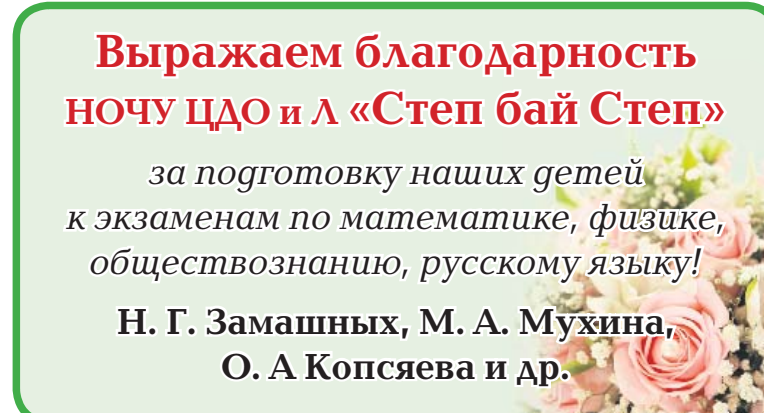 Выражаем благодарность
НОЧУ ЦДО и Л «Степ бай Степ»
за подготовку наших детей
к экзаменам по математике, физике,
обществознанию, русскому языку!
Н. Г. Замашных, М. А. Мухина,
О. А Копсяева и др.